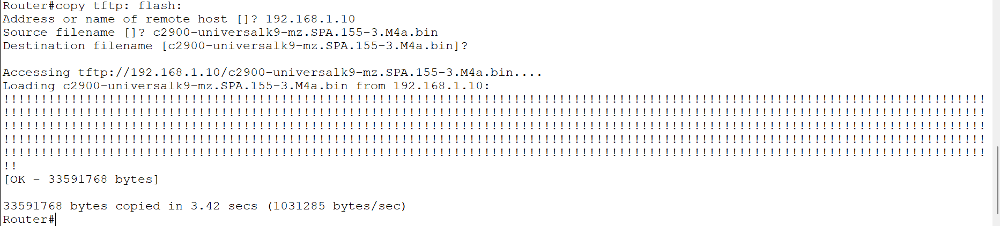 Router#copy tftp: flash:
Address or name of remote host []? 192.168.1.10
Source filename []? c2900-universalk9-mz.SPA.155-3.M4a.bin
Destination filename [c2900-universalk9-mz.SPA.155-3.M4a.bin]?
Accessing tftp://192.168.1.10/c2900-universalk9-mz.SPA.155-3.M4a.bin....
Loading c2900-universalk9-mz.SPA.155-3.M4a.bin from 192.168.1.10:
!!!!!!!!!!!!!!!!!!!!!!!!!!!!!!!!!!!!!!!!!!!!!!!!!!!!!!!!!!!!!!!!!!!!!!!!!!!!!!!!!!!!!!!!!!!!!!!!!!!!!!!!!!!!!!!!!!!!!!!!!!!!!!!!!!!
!!!!!!!!!!!!!!!!!!!!!!!!!!!!!!!!!!!!!!!!!!!!!!!!!!!!!!!!!!!!!!!!!!!!!!!!!!!!!!!!!!!!!!!!!!!!!!!!!!!!!!!!!!!!!!!!!!!!!!!!!!!!!!!!!!!
!!!!!!!!!!!!!!!!!!!!!!!!!!!!!!!!!!!!!!!!!!!!!!!!!!!!!!!!!!!!!!!!!!!!!!!!!!!!!!!!!!!!!!!!!!!!!!!!!!!!!!!!!!!!!!!!!!!!!!!!!!!!!!!!!!!
!!!!!!!!!!!!!!!!!!!!!!!!!!!!!!!!!!!!!!!!!!!!!!!!!!!!!!!!!!!!!!!!!!!!!!!!!!!!!!!!!!!!!!!!!!!!!!!!!!!!!!!!!!!!!!!!!!!!!!!!!!!!!!!!!!!
!!!!!!!!!!!!!!!!!!!!!!!!!!!!!!!!!!!!!!!!!!!!!!!!!!!!!!!!!!!!!!!!!!!!!!!!!!!!!!!!!!!!!!!!!!!!!!!!!!!!!!!!!!!!!!!!!!!!!!!!!!!!!!!!!!!
!!
[OK - 33591768 bytes]
33591768 bytes copied in 3.42 secs (1031285 bytes/sec)
Router#